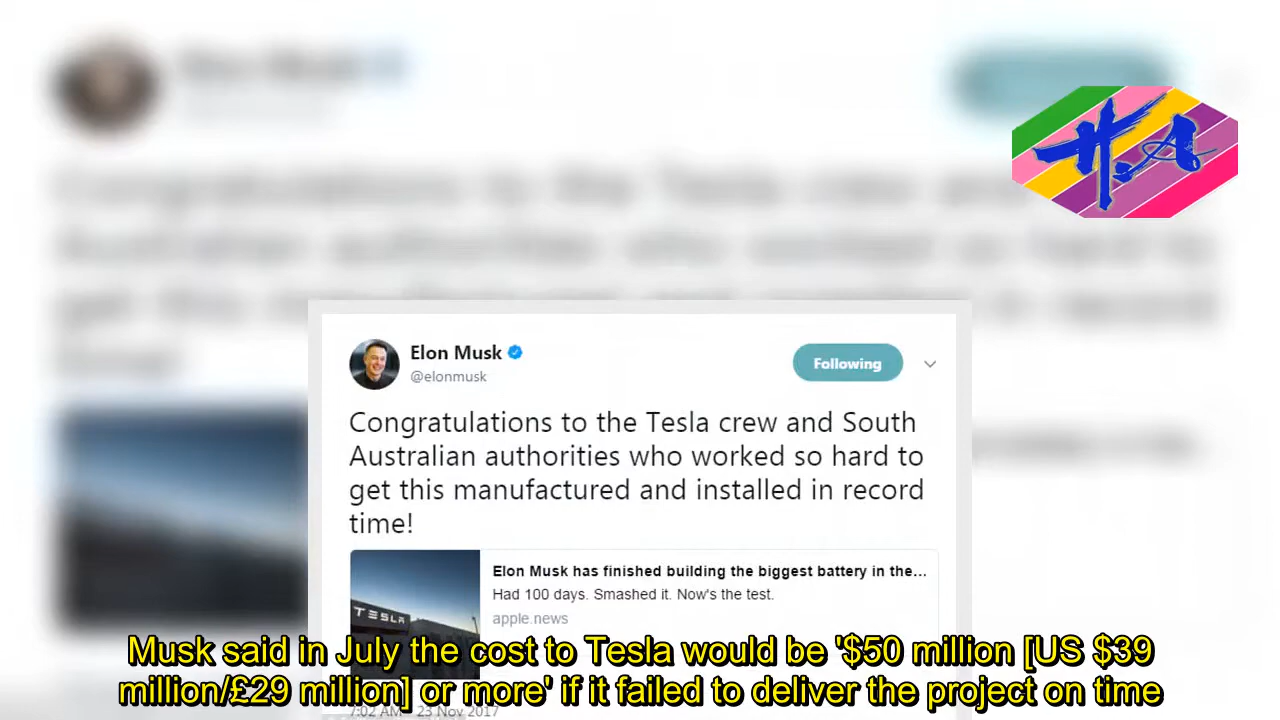 H.A
Elon Musk
@elonmusk
Following
Congratulations to the Tesla crew and South
Australian authorities who worked so hard to
get this manufactured and installed in record
time!
TESLA
Elon Musk has finished building the biggest battery in the...
Had 100 days. Smashed it. Now's the test.
apple.news
Musk said in July the cost to Tesla would be '$50 million [US $39
million/£29 million] or more' if it failed to deliver the project on time
7:02 AM - 23 Nov 2017